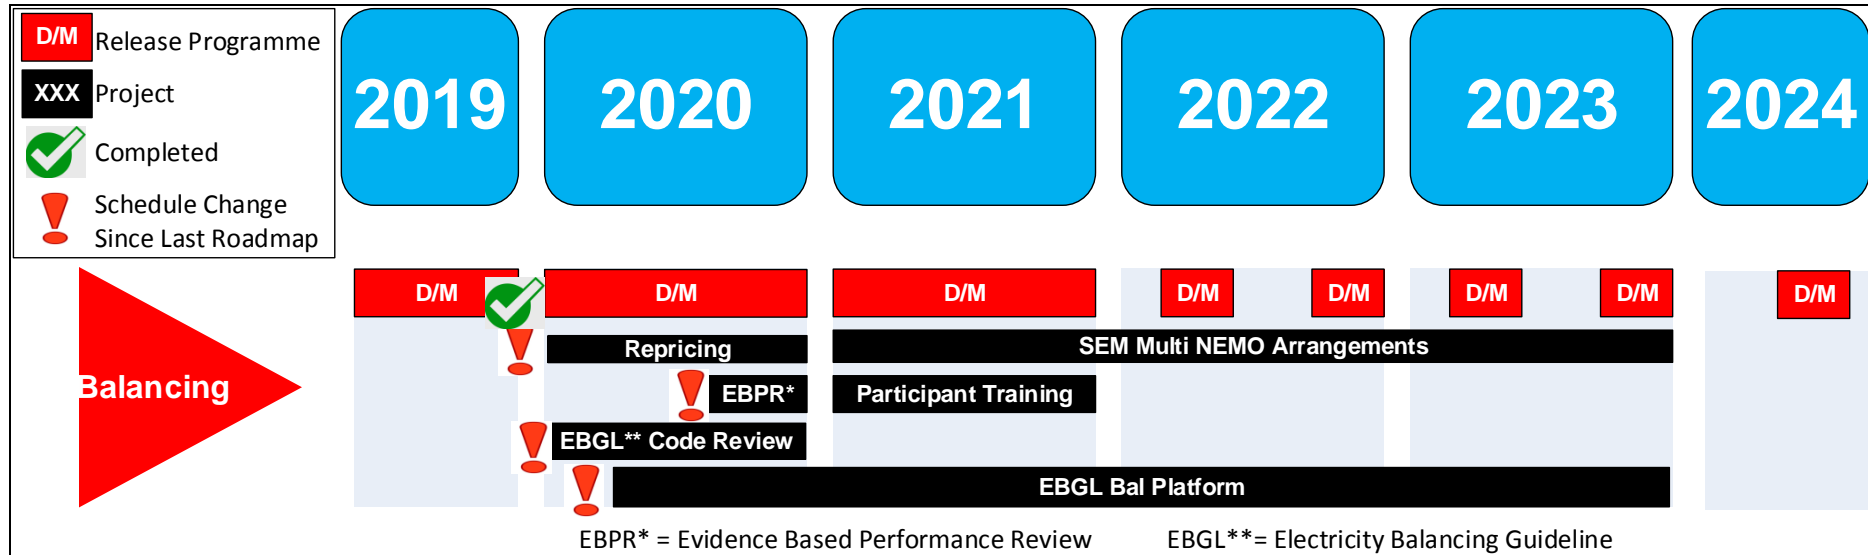 D/M Release Programme
XXX Project
Completed
Schedule Change
Since Last Roadmap
2019 2020 2021 2022 2023 2024
Balancing
D/M D/M D/M D/M D/M D/M D/M D/M
Repricing SEM Multi NEMO Arrangements
EBPR* Participant Training
EBGL** Code Review
EBGL Bal Platform
EBPR* = Evidence Based Performance Review EBGL**= Electricity Balancing Guideline